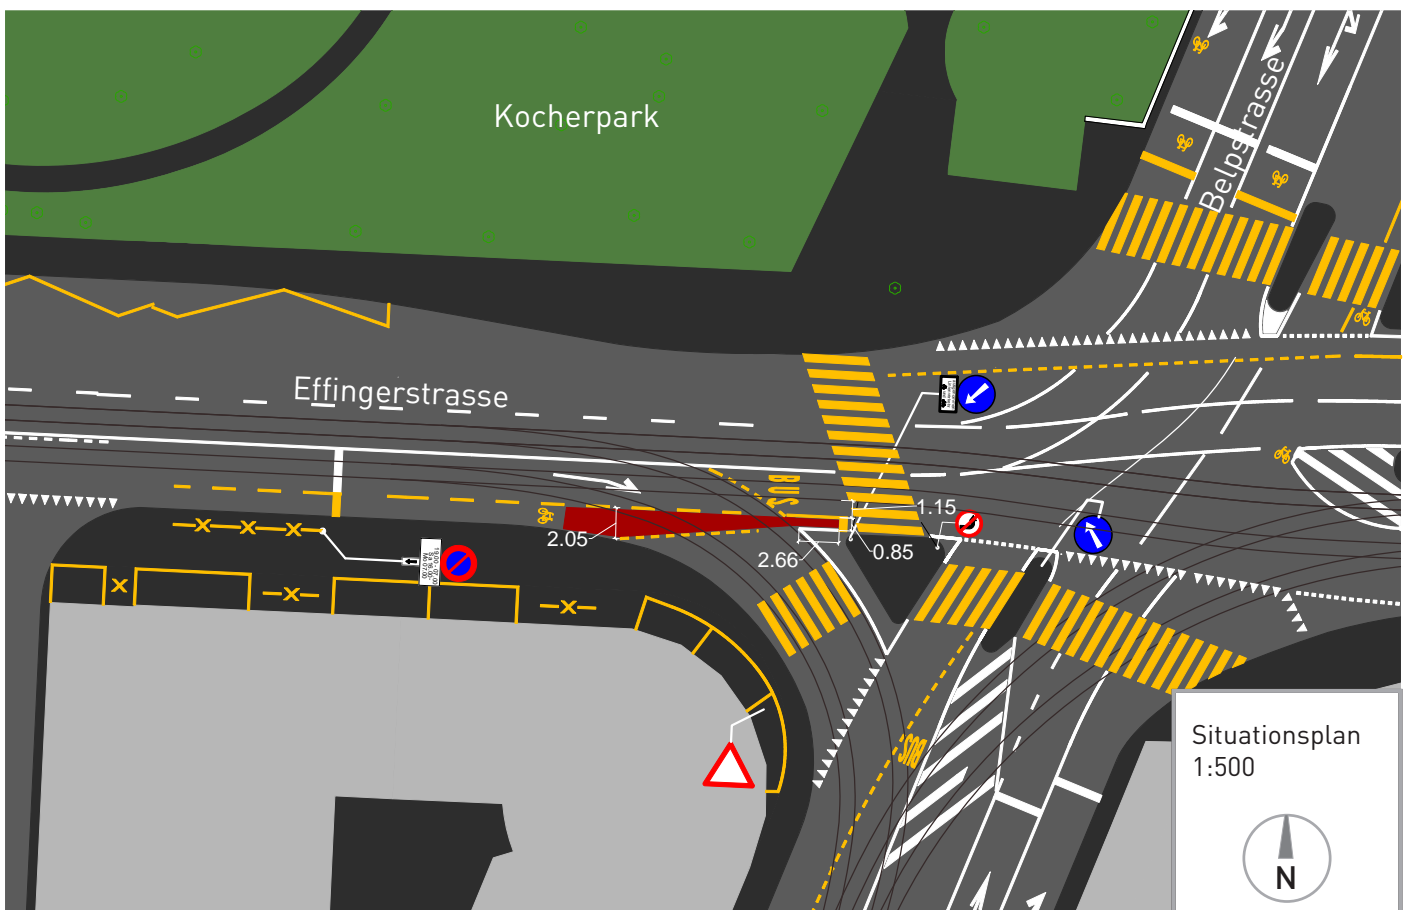 Kocherpark
Belpstrasse
Effingerstrasse
BUS
1.15
2.05
0.85
2.66
BUS
Situationsplan
1:500
N